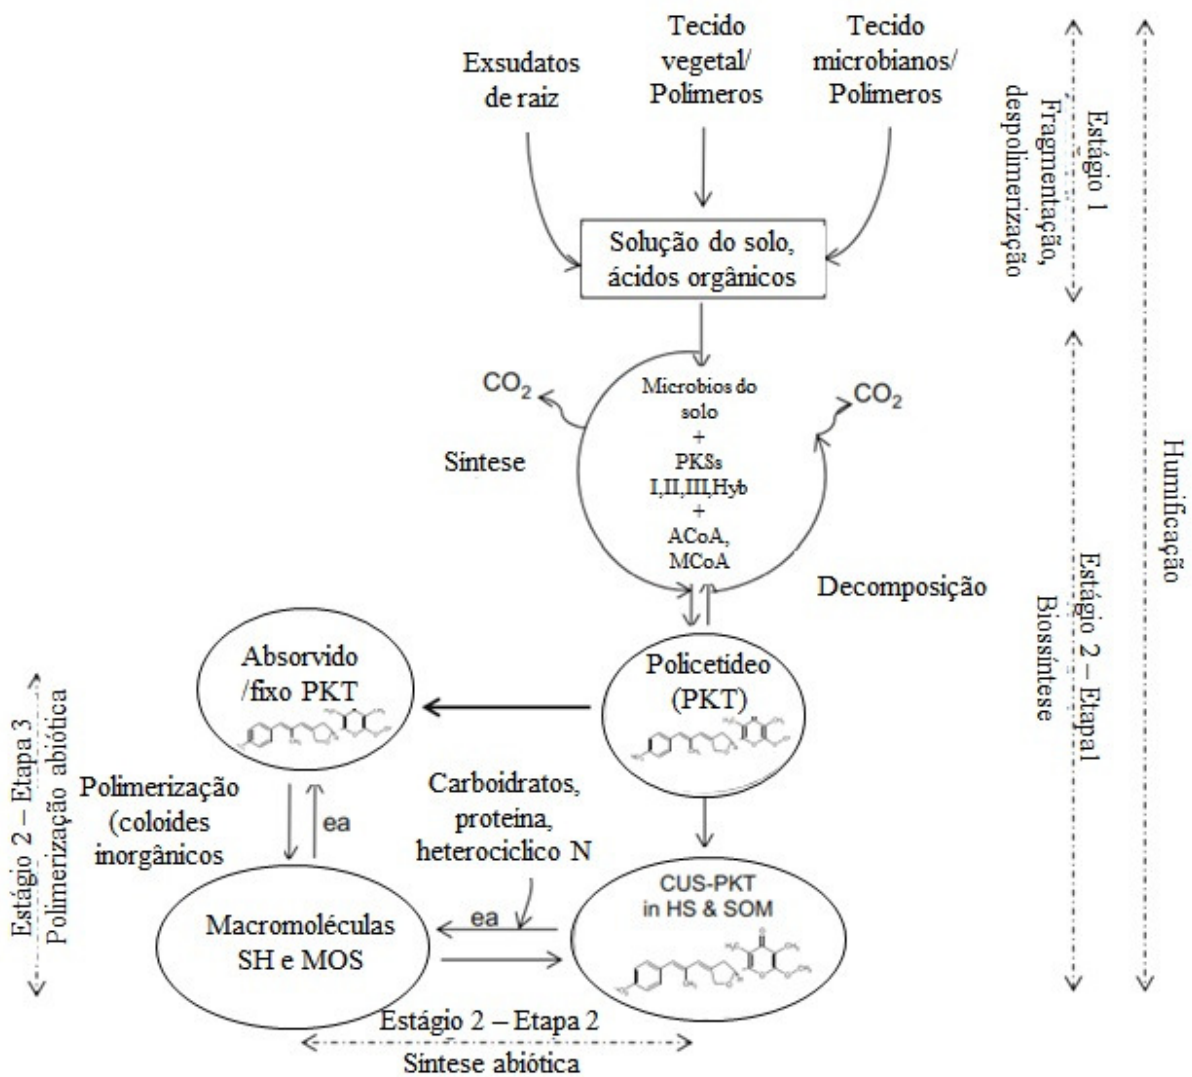 Exsudatos
de raiz
Tecido
vegetal/
Polimeros
Tecido
microbianos/
Polimeros
Estágio 1
Fragmentação,
despolimerização
Solução do solo,
ácidos orgânicos
CO2
CO2
Microbios do
solo
+
PKSs
I,II,III,Hyb
+
ACoA,
MCoA
Síntese
Decomposição
Humificação
Estágio 2 – Etapa1
Biossíntese
Absorvido
/fixo PKT
Policetídeo
(PKT)
Estágio 2 – Etapa 3
Polimerização abiótica
Polimerização
(coloides
inorgânicos
ea
Carboidratos,
proteina,
heterociclico N
ea
Macromoléculas
SH e MOS
CUS-PKT
in HS & SOM
Estágio 2 – Etapa 2
Síntese abiótica